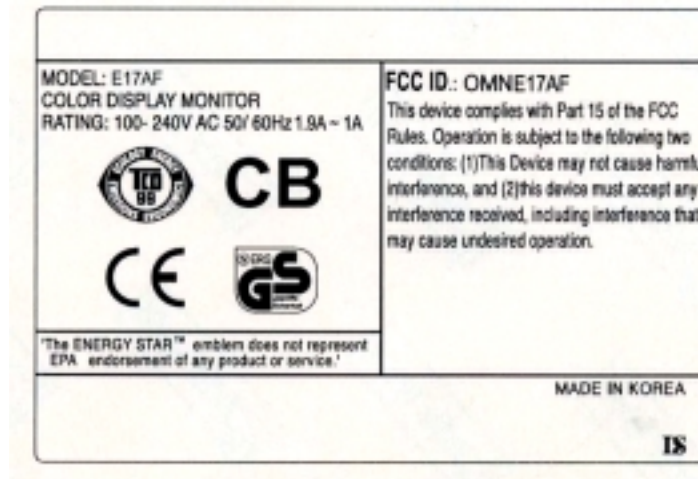 MODEL: E17AF
COLOR DISPLAY MONITOR
RATING: 100- 240V AC 50/ 60Hz 1.9A ~ 1A
TCO
99
CB
CE
GS
"The ENERGY STAR™ emblem does not represent
EPA endorsement of any product or service."
FCC ID.: OMNE17AF
This device complies with Part 15 of the FCC
Rules. Operation is subject to the following two
conditions: (1)This Device may not cause harmfu
interference, and (2)this device must accept any
interference received, including interference that
may cause undesired operation.
MADE IN KOREA